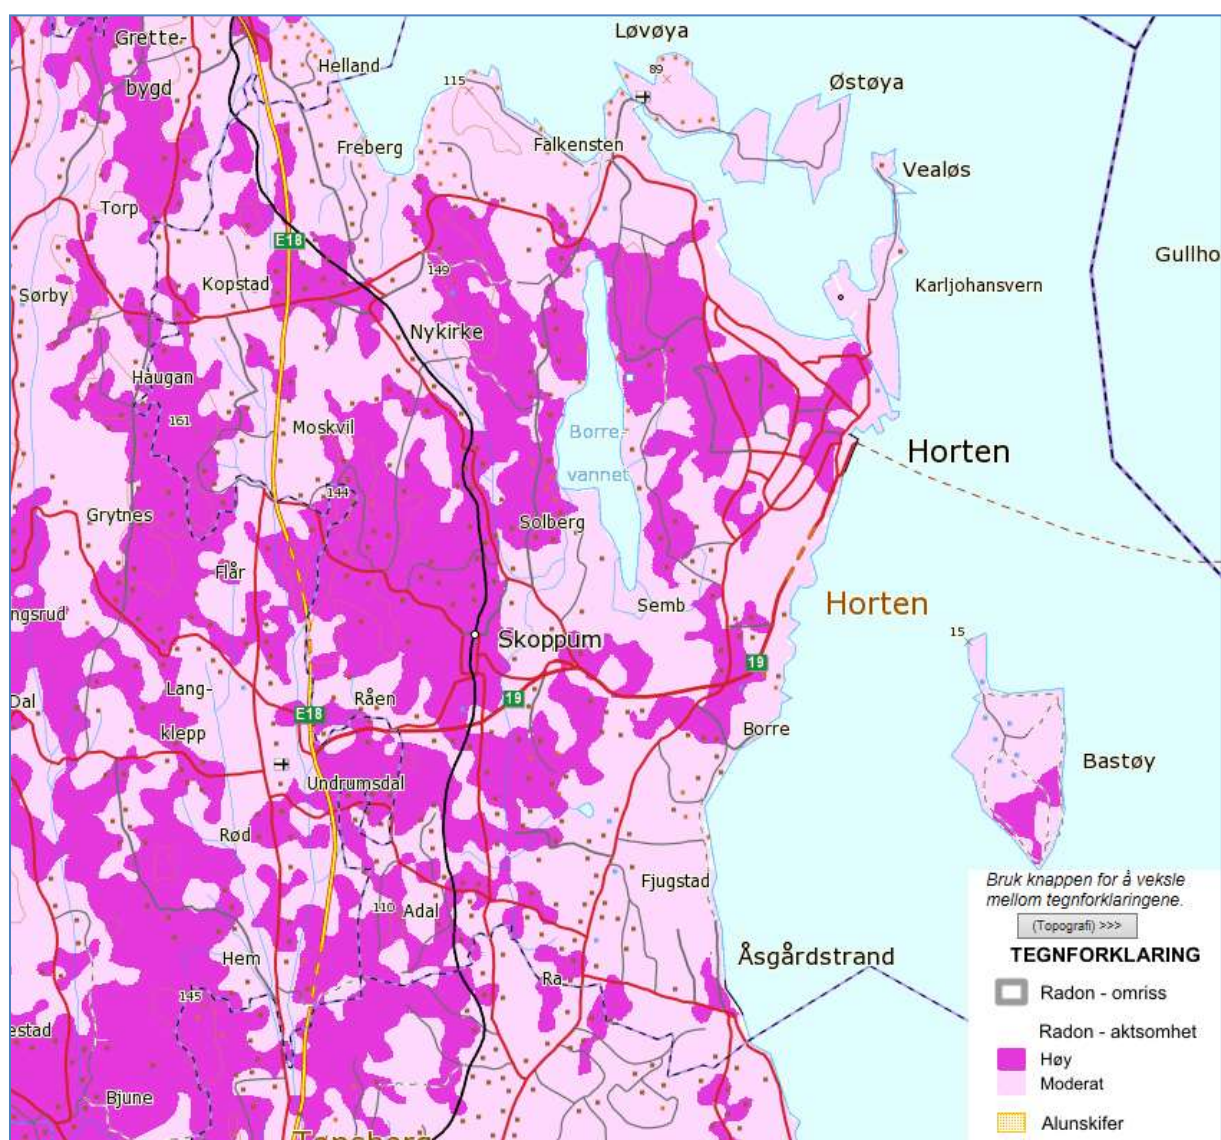 Løvøya
Grette-
bygd
Helland
115
89
Østøya
Freberg
Falkensten
Vealøs
Torp
E18
Gullho
149
Kopstad
Sørby
Karljohansvern
Nykirke
Haugan
161
Moskvil
Borre-
vannet
Horten
144
Grytnes
Solberg
Flår
ngsrud
Semb
Horten
15
Skoppum
19
Lang-
klepp
Dal
Råen
19
E18
Borre
Bastøy
Undrumsdal
Rød
Fjugstad
110
Adal
Hem
Ra
Åsgårdstrand
145
estad
Bjune
Tønsberg
Bruk knappen for å veksle
mellom tegnforklaringene.
(Topografi) >>>
TEGNFORKLARING
Radon - omriss
Radon - aktsomhet
Høy
Moderat
Alunskifer